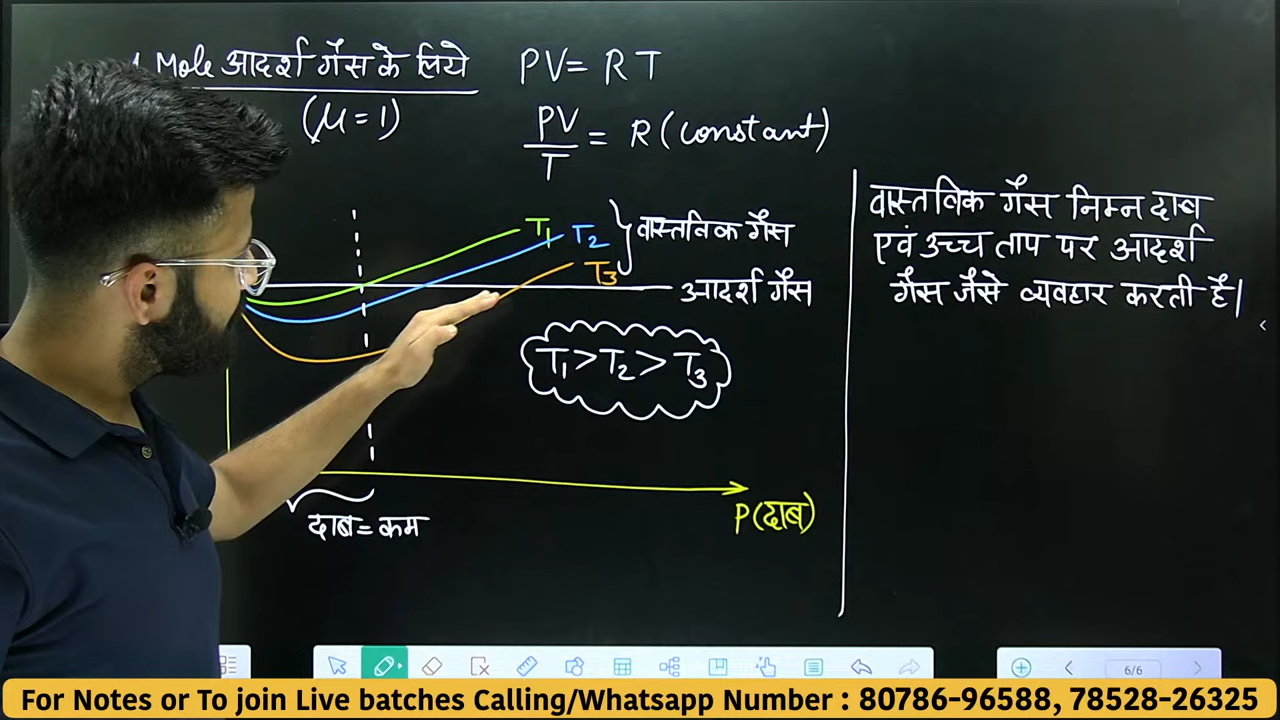 Mole आदर्श गैस के लिये
(μ=1)
PV= RT
PV/T = R (constant)
T1
T2
T3
वास्तविक गैस
आदर्श गैस
T1>T2>T3
P(दाब)
दाब=कम
वास्तविक गैस निम्न दाब
एवं उच्च ताप पर आदर्श
गैस जैसे व्यवहार करती है।
6/6
For Notes or To join Live batches Calling/Whatsapp Number : 80786-96588, 78528-26325